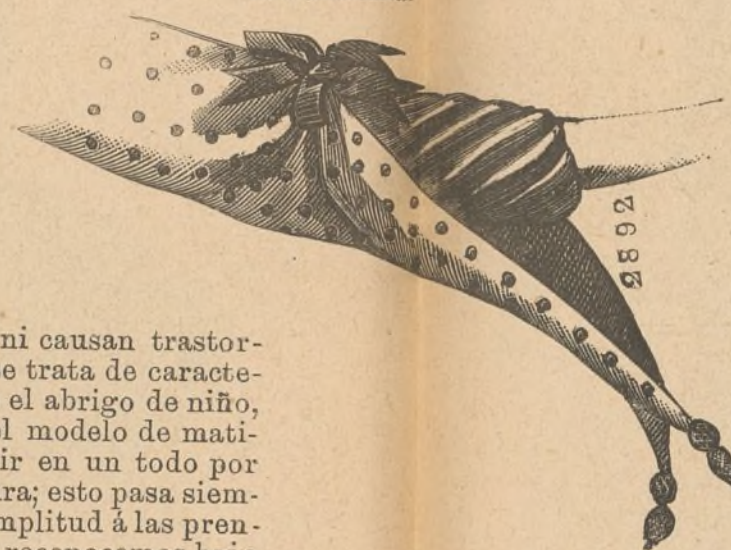 2892
ni causan trastor-
e trata de caracte-
el abrigo de niño,
l modelo de mati-
ir en un todo por
ra; esto pasa siem-
mplitud á las pren-